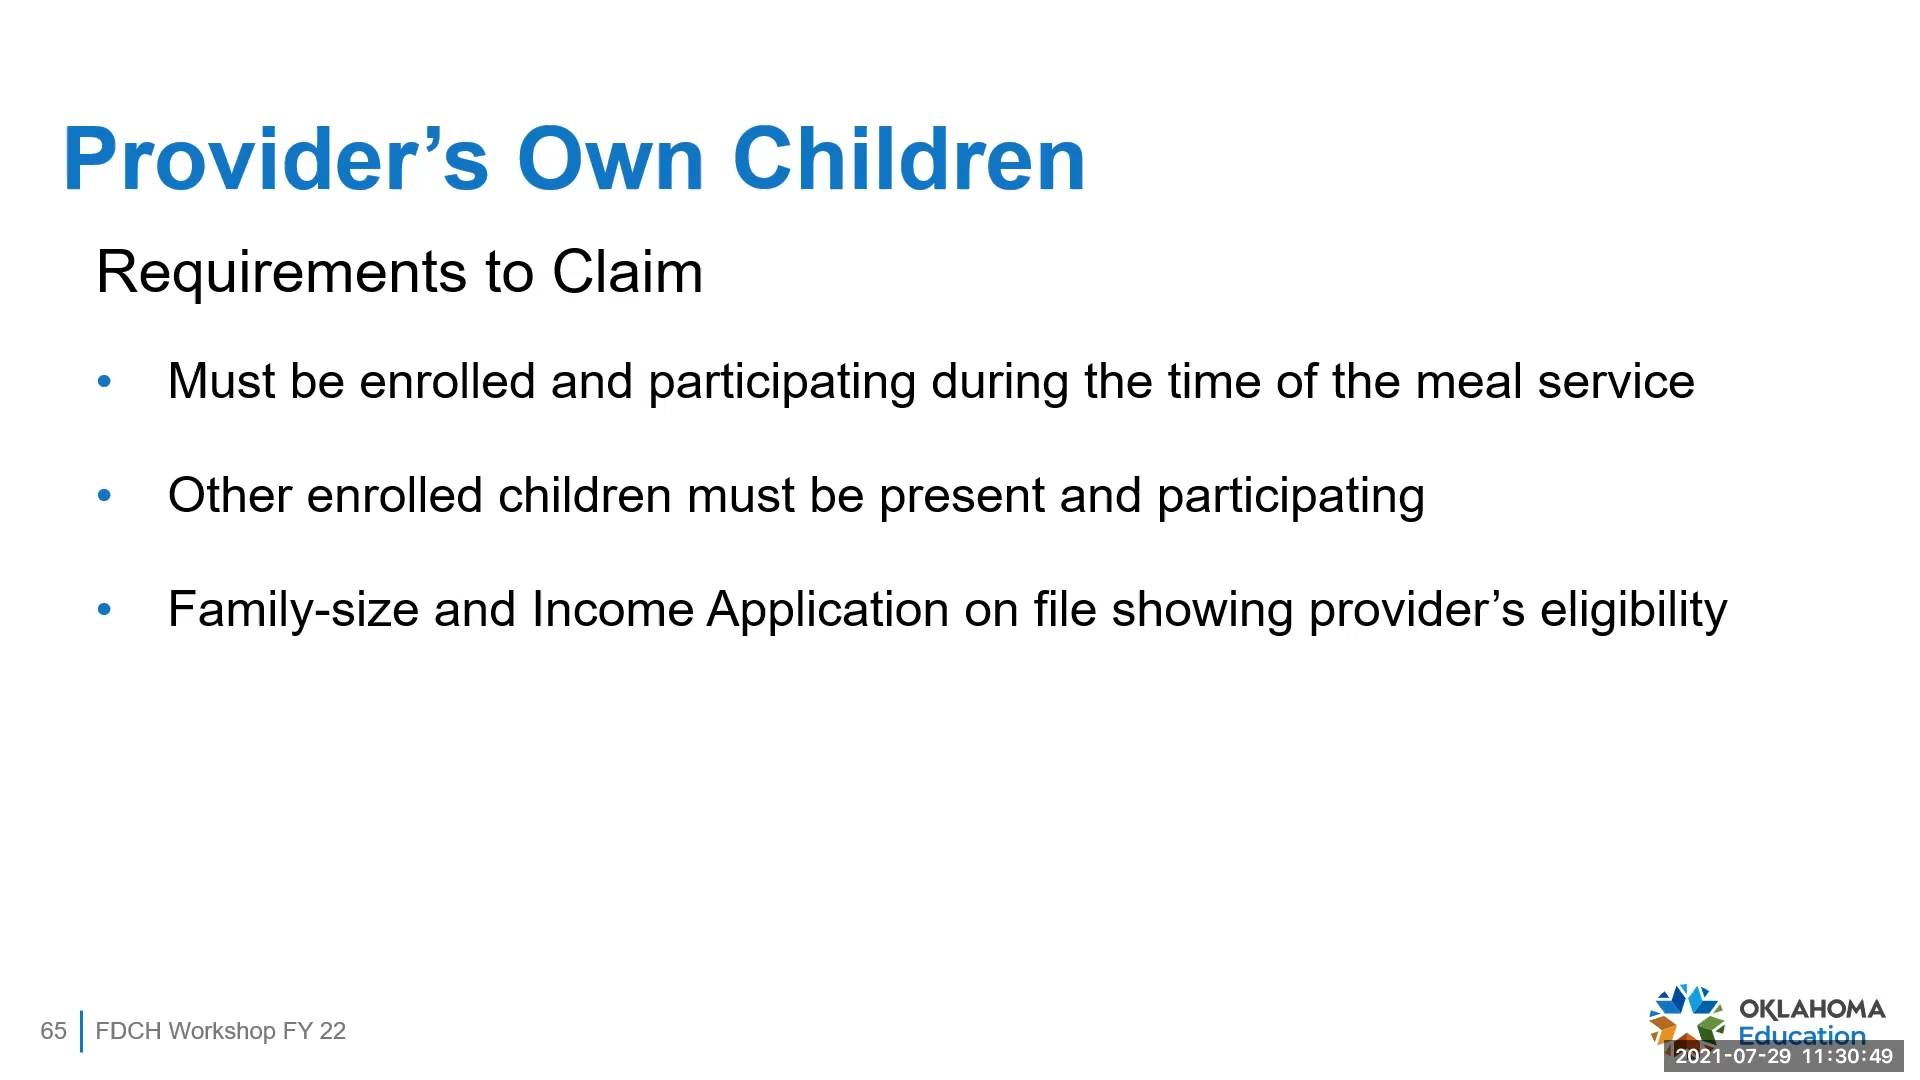 Provider’s Own Children
Requirements to Claim
• Must be enrolled and participating during the time of the meal service
• Other enrolled children must be present and participating
• Family-size and Income Application on file showing provider’s eligibility
65
FDCH Workshop FY 22
OKLAHOMA
Education
2021-07-29 11:30:49